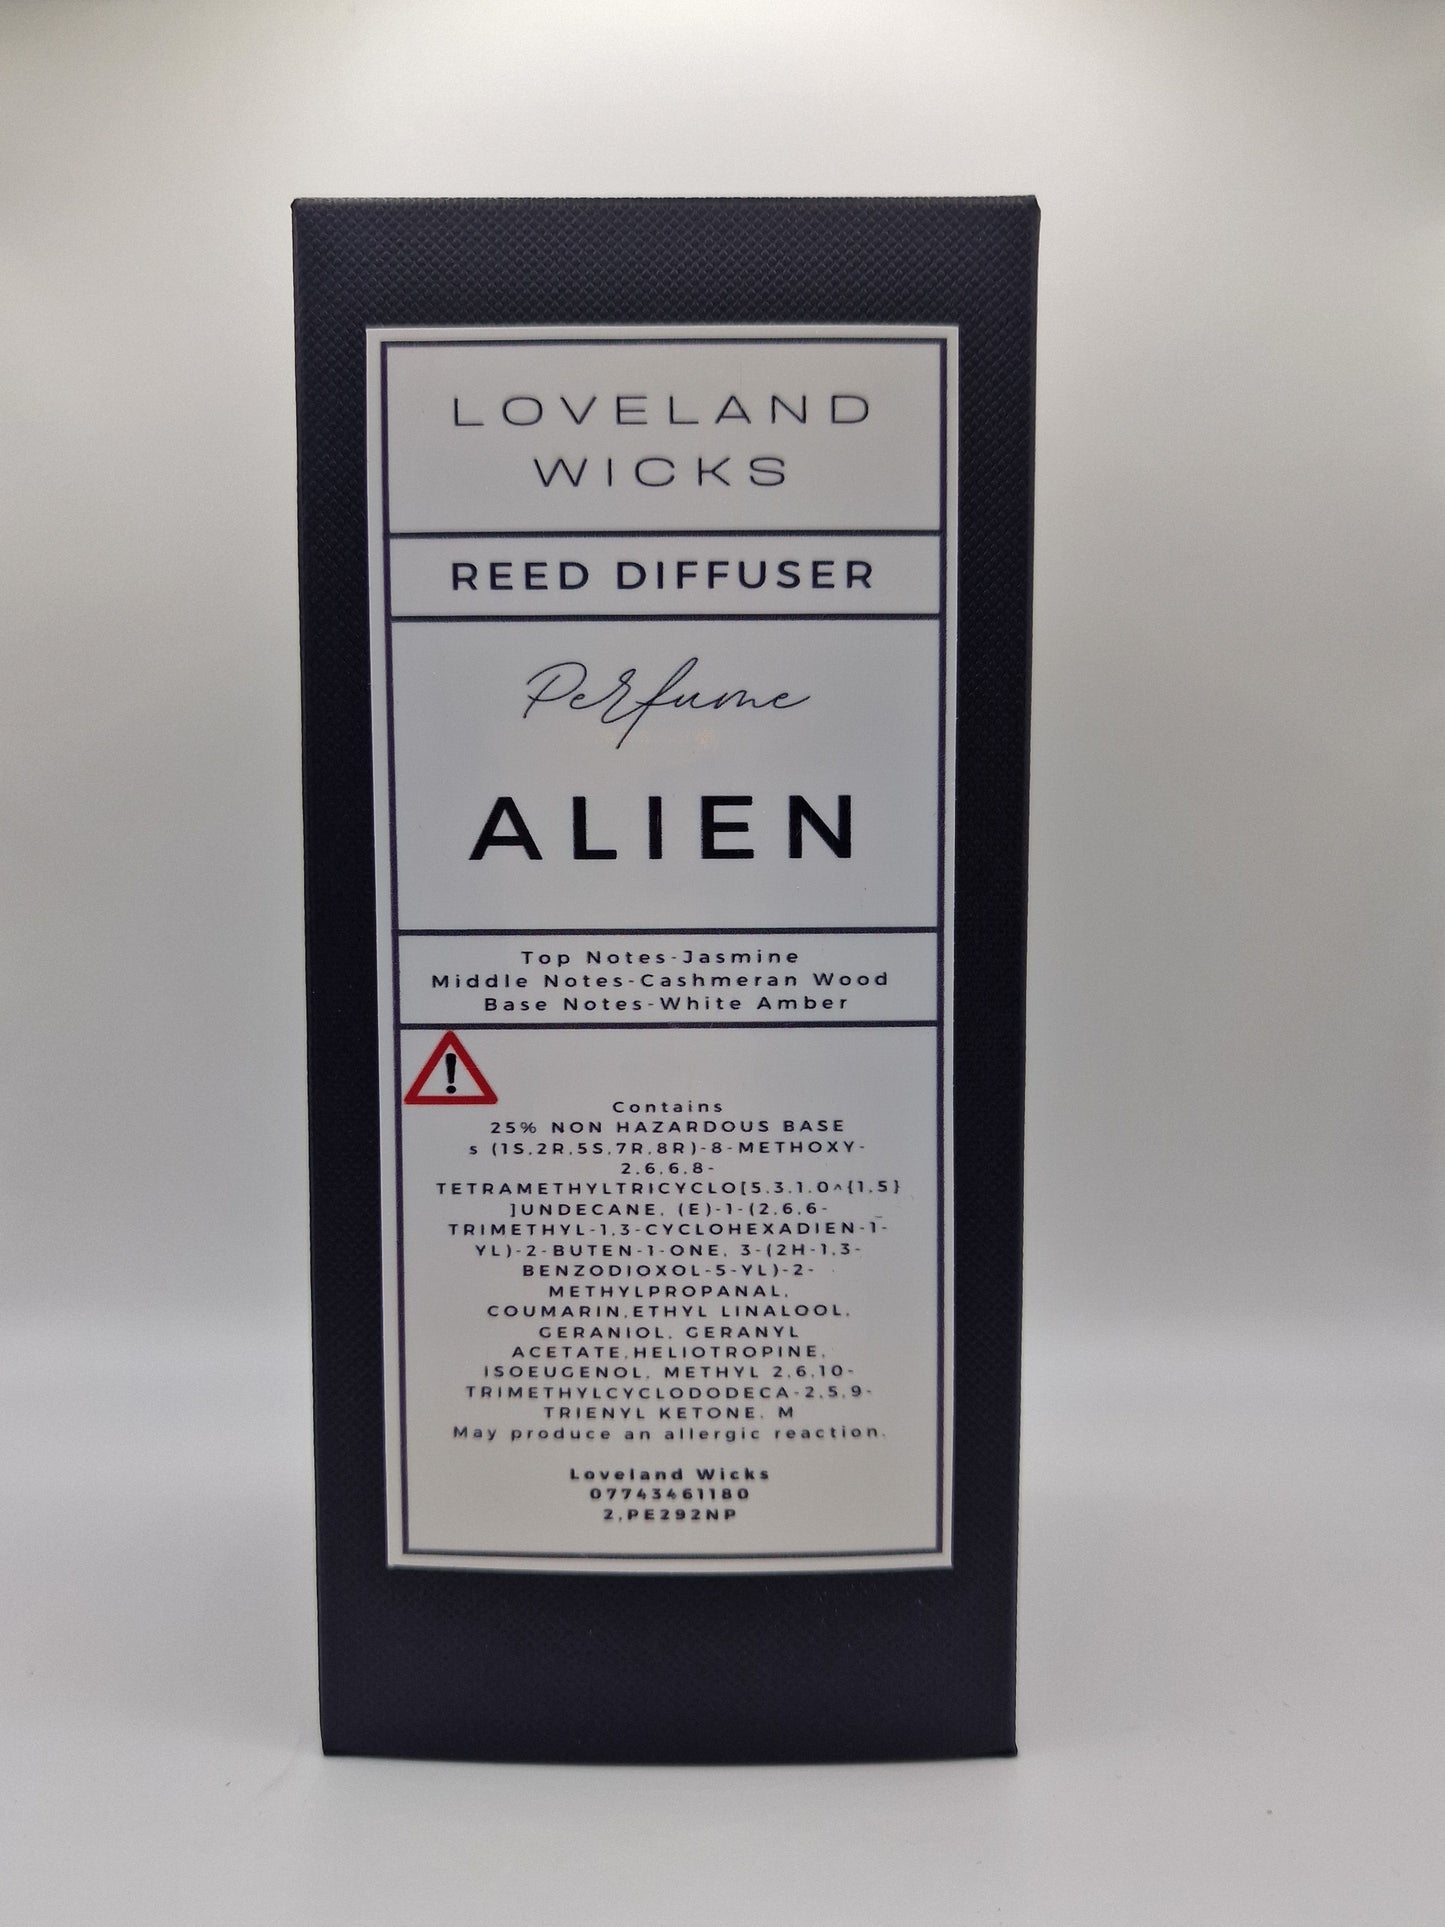 LOVELAND
WICKS
REED DIFFUSER
Perfume
ALIEN
Top Notes-Jasmine
Middle Notes-Cashmeran Wood
Base Notes-White Amber
Contains
25% NON HAZARDOUS BASE
s (1S,2R,5S,7R,8R)-8-METHOXY-
2,6,6,8-
TETRAMETHYLTRICYCLO[5.3.1.0^{1,5}
]UNDECANE, (E)-1-(2,6,6-
TRIMETHYL-1,3-CYCLOHEXADIEN-1-
YL)-2-BUTEN-1-ONE, 3-(2H-1,3-
BENZODIOXOL-5-YL)-2-
METHYLPROPANAL,
COUMARIN,ETHYL LINALOOL,
GERANIOL, GERANYL
ACETATE,HELIOTROPINE,
ISOEUGENOL, METHYL 2,6,10-
TRIMETHYLCYCLODODECA-2,5,9-
TRIENYL KETONE, M
May produce an allergic reaction.
Loveland Wicks
07743461180
2,PE292NP